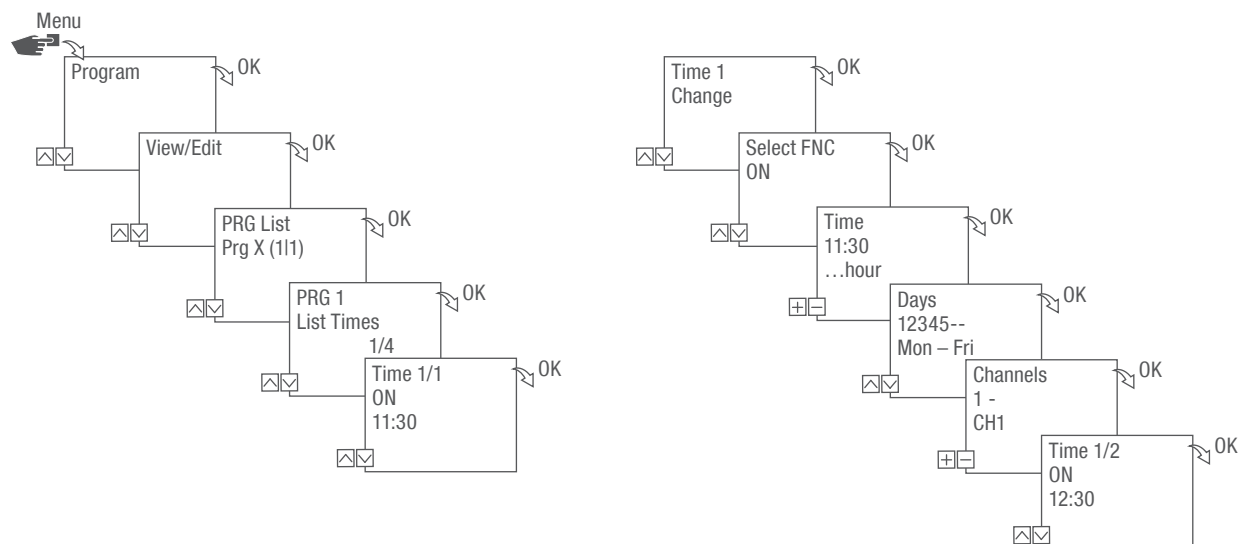 Menu
Program
OK
View/Edit
OK
PRG List
Prg X (1|1)
OK
PRG 1
List Times
1/4
OK
Time 1/1
ON
11:30
OK
Time 1
Change
OK
Select FNC
ON
OK
Time
11:30
…hour
OK
Days
12345--
Mon – Fri
OK
Channels
1 -
CH1
OK
Time 1/2
ON
12:30
OK